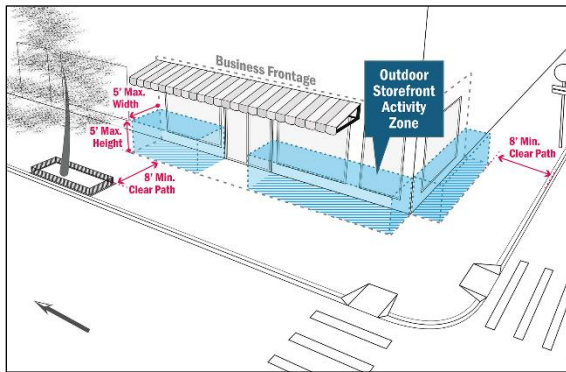 Business Frontage
Outdoor
Storefront
Activity
Zone
5' Max.
Width
5' Max.
Height
8' Min.
Clear Path
8' Min.
Clear Path